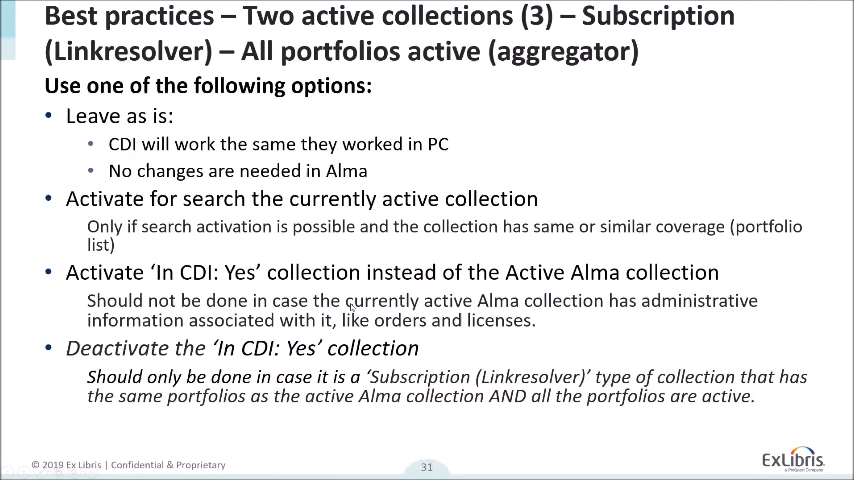 Best practices – Two active collections (3) – Subscription
(Linkresolver) – All portfolios active (aggregator)
Use one of the following options:
• Leave as is:
• CDI will work the same they worked in PC
• No changes are needed in Alma
• Activate for search the currently active collection
Only if search activation is possible and the collection has same or similar coverage (portfolio
list)
• Activate ‘In CDI: Yes’ collection instead of the Active Alma collection
Should not be done in case the currently active Alma collection has administrative
information associated with it, like orders and licenses.
• Deactivate the ‘In CDI: Yes’ collection
Should only be done in case it is a ‘Subscription (Linkresolver)’ type of collection that has
the same portfolios as the active Alma collection AND all the portfolios are active.
© 2019 Ex Libris | Confidential & Proprietary
31
ExLibris
a ProQuest Company